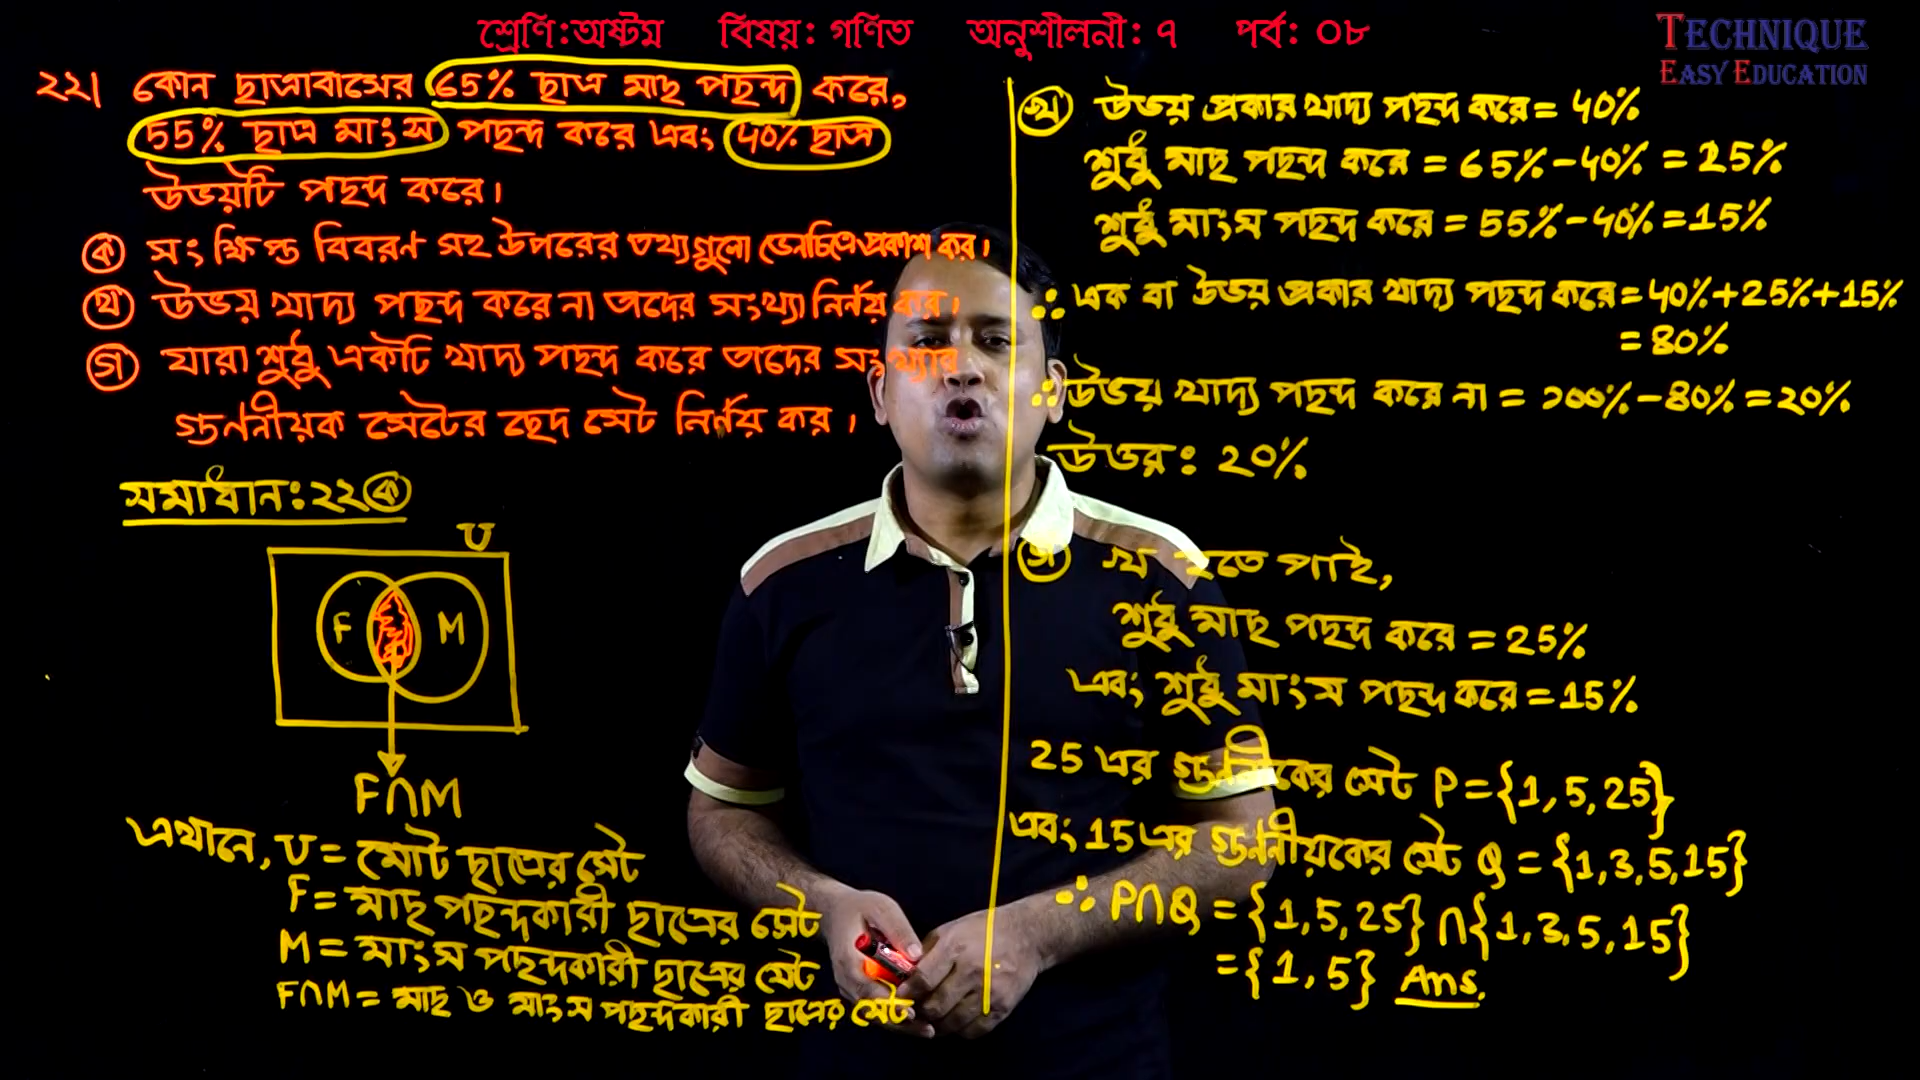 শ্রেণি:অষ্টম বিষয়: গণিত অনুশীলনী: ৭ পর্ব: ০৮
TECHNIQUE
EASY EDUCATION
২২। কোন ছাত্রাবাসের 65% ছাত্র মাছ পছন্দ করে,
55% ছাত্র মাংস পছন্দ করে এবং 40% ছাত্র
উভয়টি পছন্দ করে।
ক সংক্ষিপ্ত বিবরণ সহ উপরের তথ্যগুলো ভেনচিত্রে প্রকাশ কর।
খ উভয় খাদ্য পছন্দ করে না তাদের সংখ্যা নির্নয় কর।
গ যারা শুধু একটি খাদ্য পছন্দ করে তাদের সংখ্যার
গুণনীয়ক সেটের ছেদ সেট নির্ণয় কর।
সমাধান: ২২ ক
U
F M
F∩M
এখানে, U = মোট ছাত্রের সেট
F = মাছ পছন্দকারী ছাত্রের সেট
M = মাংস পছন্দকারী ছাত্রের সেট
F∩M = মাছ ও মাংস পছন্দকারী ছাত্রের সেট
খ উভয় প্রকার খাদ্য পছন্দ করে = 40%
শুধু মাছ পছন্দ করে = 65% - 40% = 25%
শুধু মাংস পছন্দ করে = 55% - 40% = 15%
∴ এক বা উভয় প্রকার খাদ্য পছন্দ করে = 40% + 25% + 15%
= 80%
∴ উভয় খাদ্য পছন্দ করে না = 100% - 80% = 20%
উত্তর: 20%
গ খ হতে পাই,
শুধু মাছ পছন্দ করে = 25%
এবং শুধু মাংস পছন্দ করে = 15%
25 এর গুণনীয়কের সেট P = {1, 5, 25}
এবং 15 এর গুণনীয়কের সেট Q = {1, 3, 5, 15}
∴ P∩Q = {1, 5, 25} ∩ {1, 3, 5, 15}
= {1, 5} Ans.